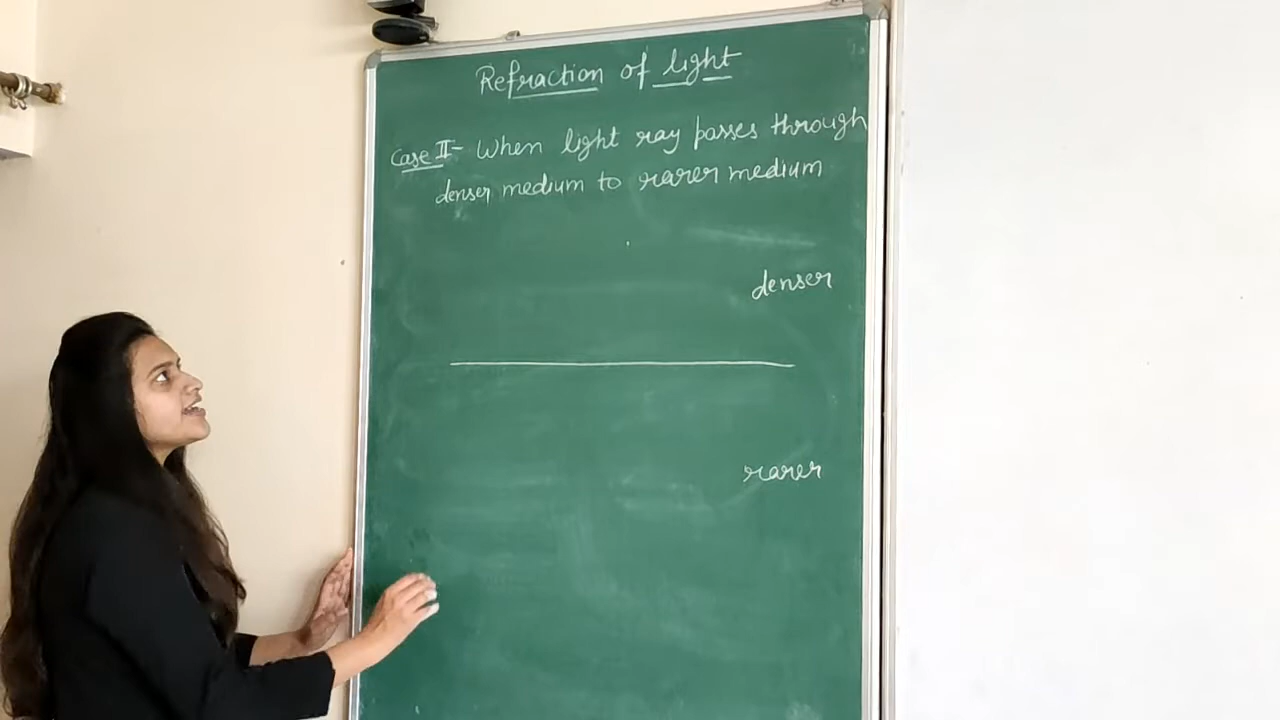 Refraction of light
Case II- When light ray passes through
denser medium to rarer medium
denser
rarer